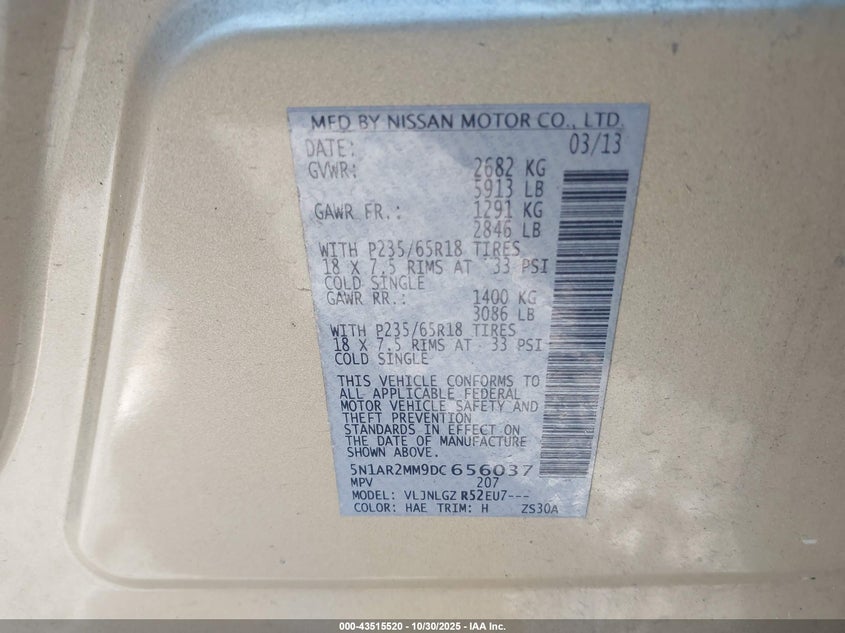 MFD BY NISSAN MOTOR CO., LTD.
DATE: 03/13
GVWR: 2682 KG
5913 LB
GAWR FR.: 1291 KG
2846 LB
WITH P235/65R18 TIRES
18 X 7.5 RIMS AT 33 PSI
COLD SINGLE
GAWR RR.: 1400 KG
3086 LB
WITH P235/65R18 TIRES
18 X 7.5 RIMS AT 33 PSI
COLD SINGLE
THIS VEHICLE CONFORMS TO
ALL APPLICABLE FEDERAL
MOTOR VEHICLE SAFETY AND
THEFT PREVENTION
STANDARDS IN EFFECT ON
THE DATE OF MANUFACTURE
SHOWN ABOVE.
5N1AR2MM9DC656037
MPV 207
MODEL: VLJNLGZ R52EU7---
COLOR: HAE TRIM: H ZS30A
000-43515520 - 10/30/2025 - IAA Inc.